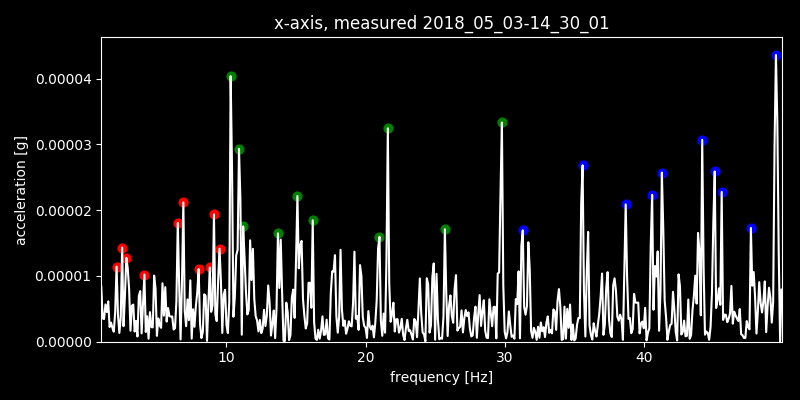 x-axis, measured 2018_05_03-14_30_01
acceleration [g]
0.00004
0.00003
0.00002
0.00001
0.00000
10 20 30 40
frequency [Hz]